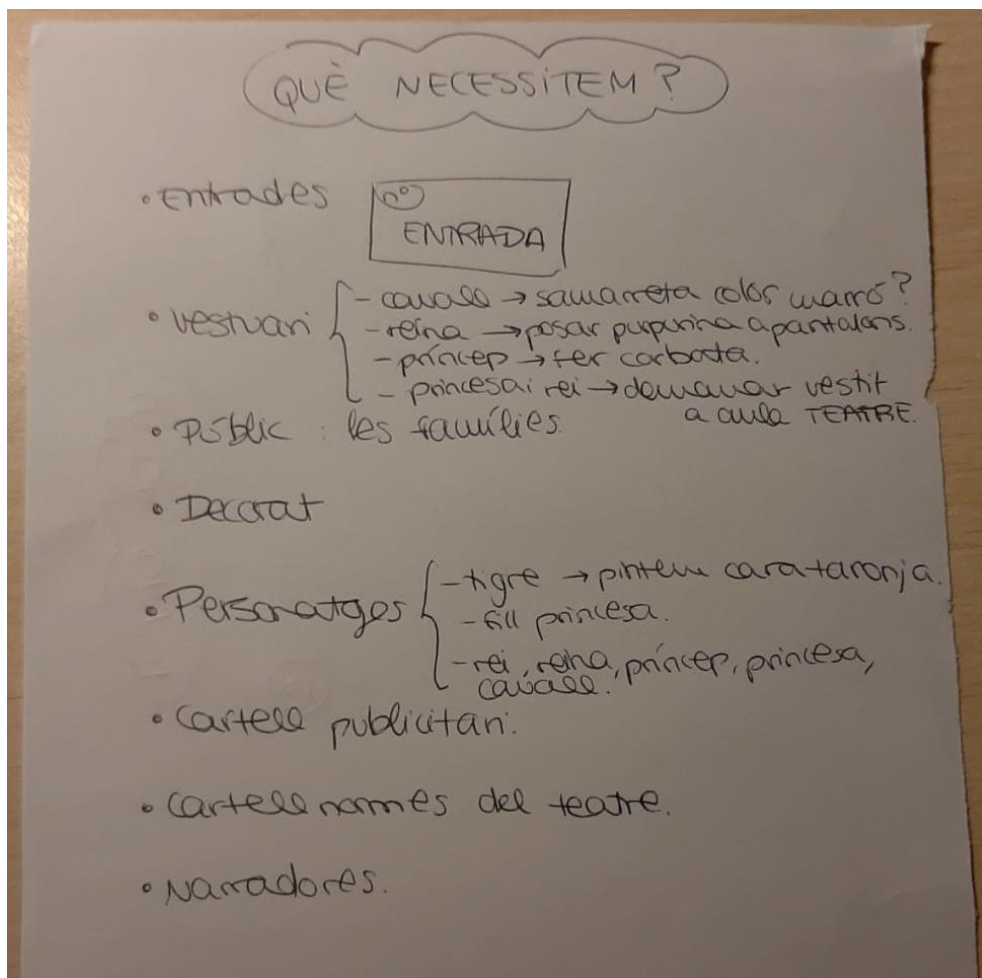 QUÈ NECESSITEM?
• Entrades
ENTRADA
• Vestuari
- cavall → samarreta color marró?
- reina → posar purpurina a pantalons.
- príncep → fer corbata.
- princesa i rei → demanar vestit
a aula TEATRE.
• Públic : les famílies.
• Decorat
• Personatges
- tigre → pintem cara taronja.
- fill princesa.
- rei, reina, príncep, princesa,
cavall.
• Cartell publicitari.
• Cartell normes del teatre.
• Narradores.